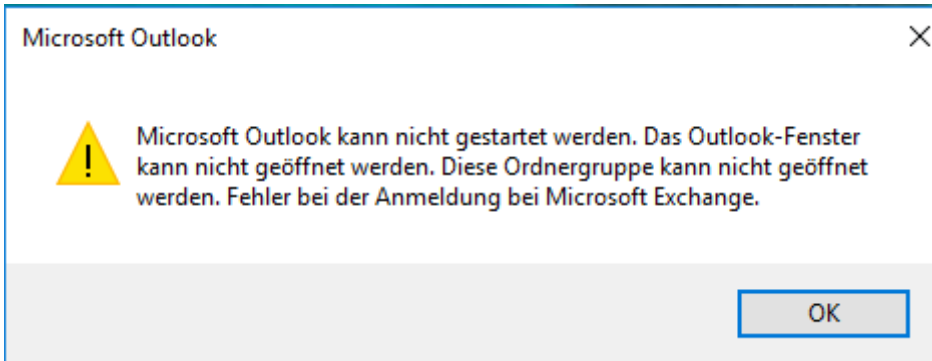 Microsoft Outlook
Microsoft Outlook kann nicht gestartet werden. Das Outlook-Fenster
kann nicht geöffnet werden. Diese Ordnergruppe kann nicht geöffnet
werden. Fehler bei der Anmeldung bei Microsoft Exchange.
OK